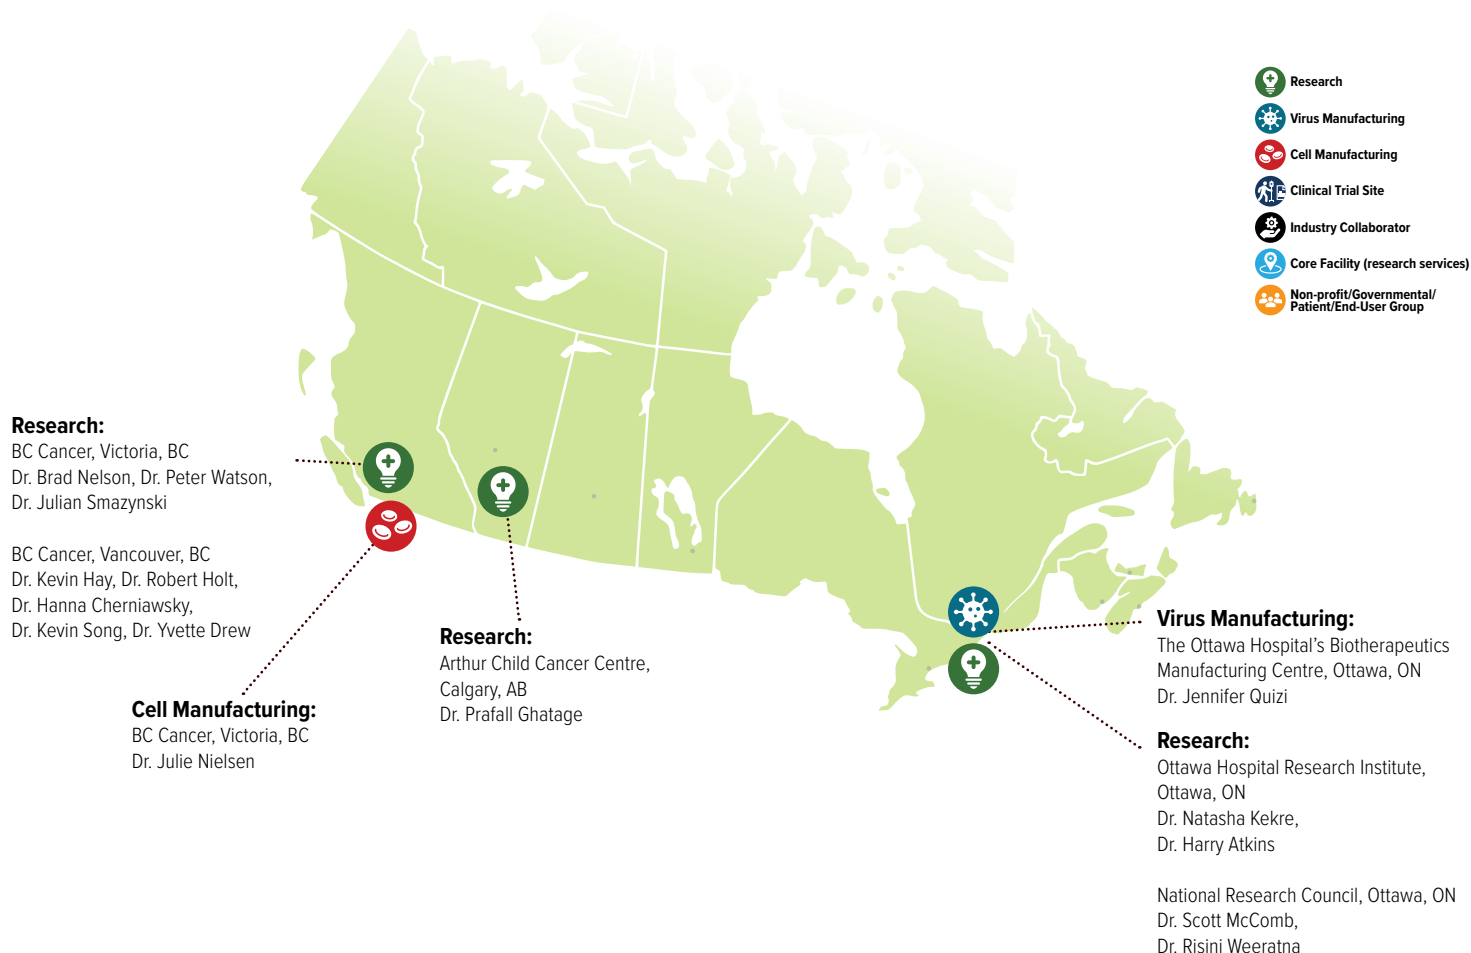 Research
Virus Manufacturing
Cell Manufacturing
Clinical Trial Site
Industry Collaborator
Core Facility (research services)
Non-profit/Governmental/
Patient/End-User Group
Research:
BC Cancer, Victoria, BC
Dr. Brad Nelson, Dr. Peter Watson,
Dr. Julian Smazynski
BC Cancer, Vancouver, BC
Dr. Kevin Hay, Dr. Robert Holt,
Dr. Hanna Cherniawsky,
Dr. Kevin Song, Dr. Yvette Drew
Cell Manufacturing:
BC Cancer, Victoria, BC
Dr. Julie Nielsen
Research:
Arthur Child Cancer Centre,
Calgary, AB
Dr. Prafall Ghatage
Virus Manufacturing:
The Ottawa Hospital's Biotherapeutics
Manufacturing Centre, Ottawa, ON
Dr. Jennifer Quizi
Research:
Ottawa Hospital Research Institute,
Ottawa, ON
Dr. Natasha Kekre,
Dr. Harry Atkins
National Research Council, Ottawa, ON
Dr. Scott McComb,
Dr. Risini Weeratna